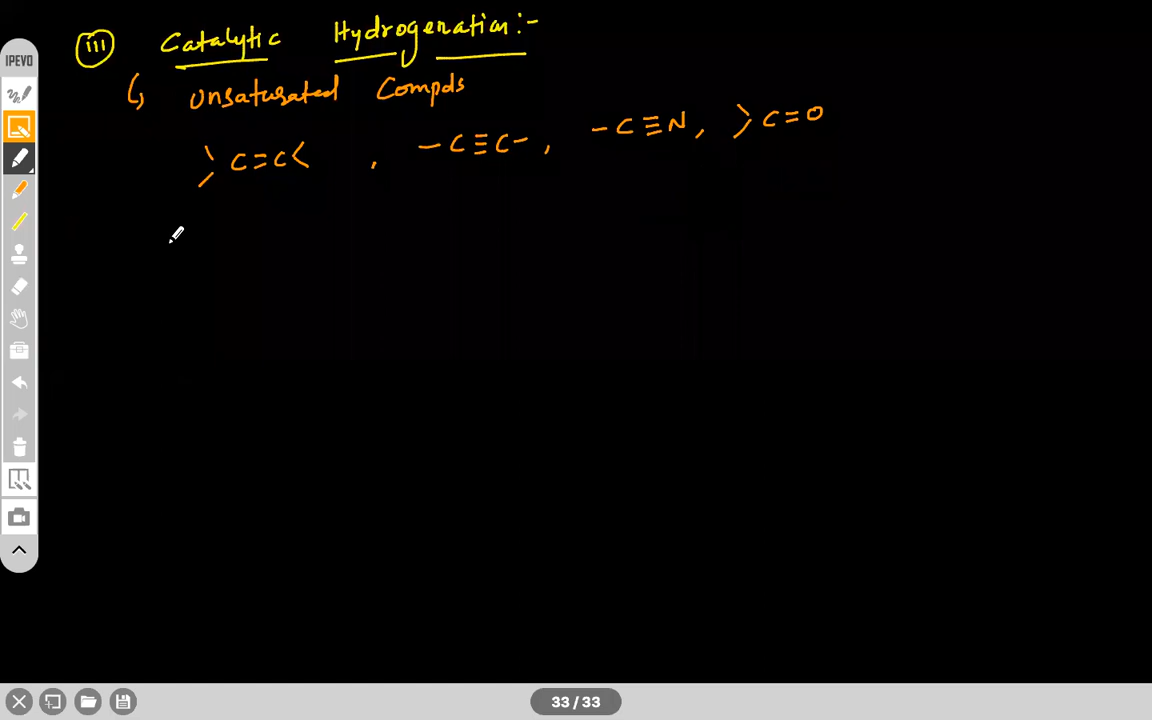 IPEVO
(iii) Catalytic Hydrogenation:-
↳ Unsaturated Compds
>C=C< , -C≡C- , -C≡N, >C=O
33 / 33